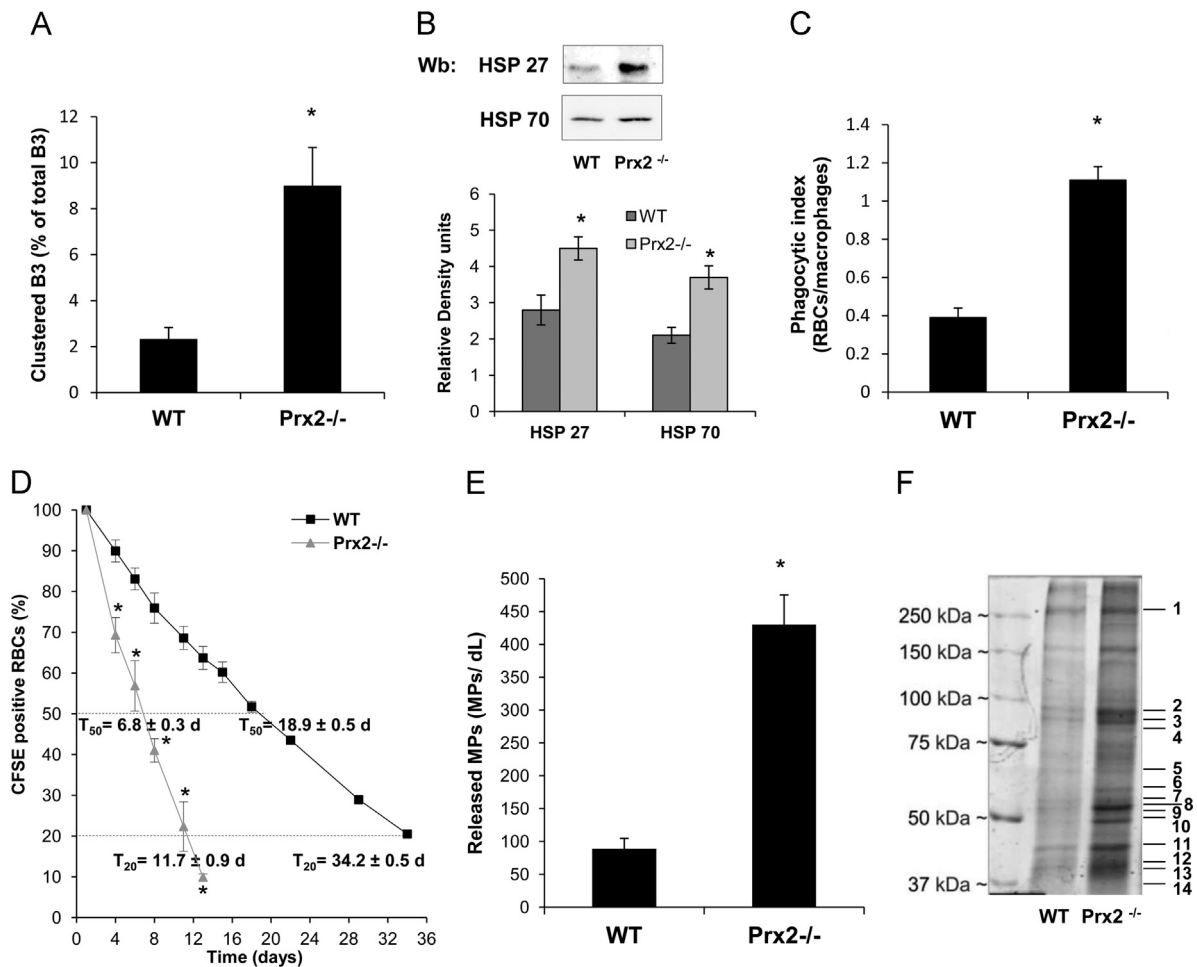 A
Clustered B3 (% of total B3)
12
10
8
6
4
2
0
*
WT
Prx2-/-
B
Wb:
HSP 27
HSP 70
WT
Prx2 -/-
Relative Density units
6
5
4
3
2
1
0
WT
Prx2-/-
*
*
HSP 27
HSP 70
C
Phagocytic index
(RBCs/macrophages)
1.4
1.2
1
0.8
0.6
0.4
0.2
0
*
WT
Prx2-/-
D
CFSE positive RBCs (%)
100
90
80
70
60
50
40
30
20
10
0
WT
Prx2-/-
*
*
T50= 6.8 ± 0.3 d
T50= 18.9 ± 0.5 d
*
*
T20= 11.7 ± 0.9 d
T20= 34.2 ± 0.5 d
*
0 4 8 12 16 20 24 28 32 36
Time (days)
E
Released MPs (MPs/ dL)
500
450
400
350
300
250
200
150
100
50
0
*
WT
Prx2-/-
F
250 kDa ~
150 kDa ~
100 kDa ~
75 kDa ~
50 kDa ~
37 kDa ~
1
2
3
4
5
6
7
8
9
10
11
12
13
14
WT
Prx2 -/-